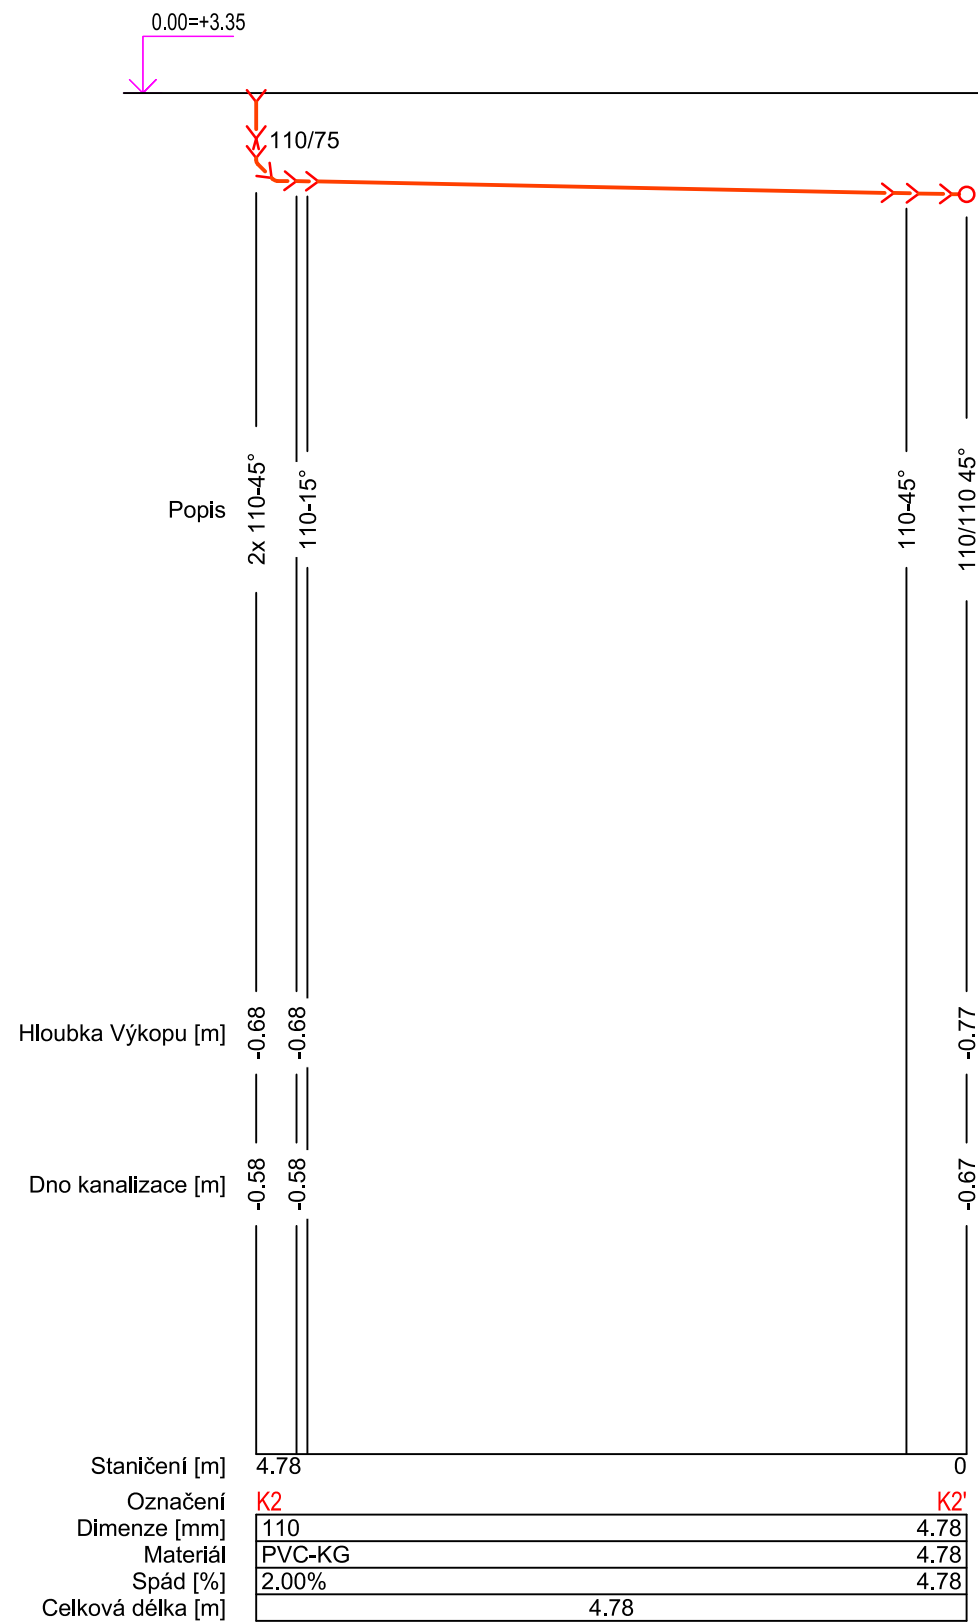 0.00=+3.35
110/75
Popis
2x 110-45°
110-15°
110-45°
110/110 45°
Hloubka Výkopu [m]
-0.68
-0.68
-0.77
Dno kanalizace [m]
-0.58
-0.58
-0.67
Staničení [m] 4.78 0
Označení K2 K2'
Dimenze [mm] 110 4.78
Materiál PVC-KG 4.78
Spád [%] 2.00% 4.78
Celková délka [m] 4.78